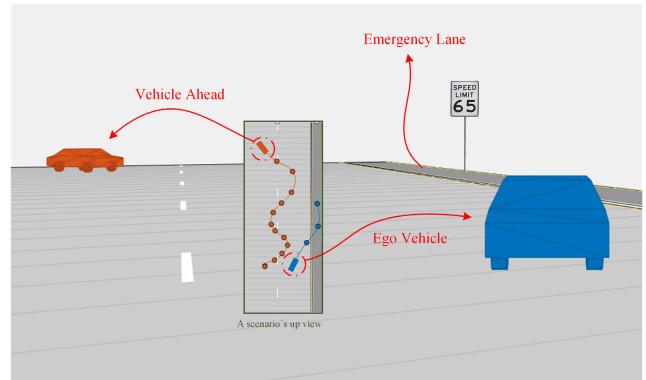 Emergency Lane
Vehicle Ahead
SPEED
LIMIT
65
Ego Vehicle
A scenario's up view